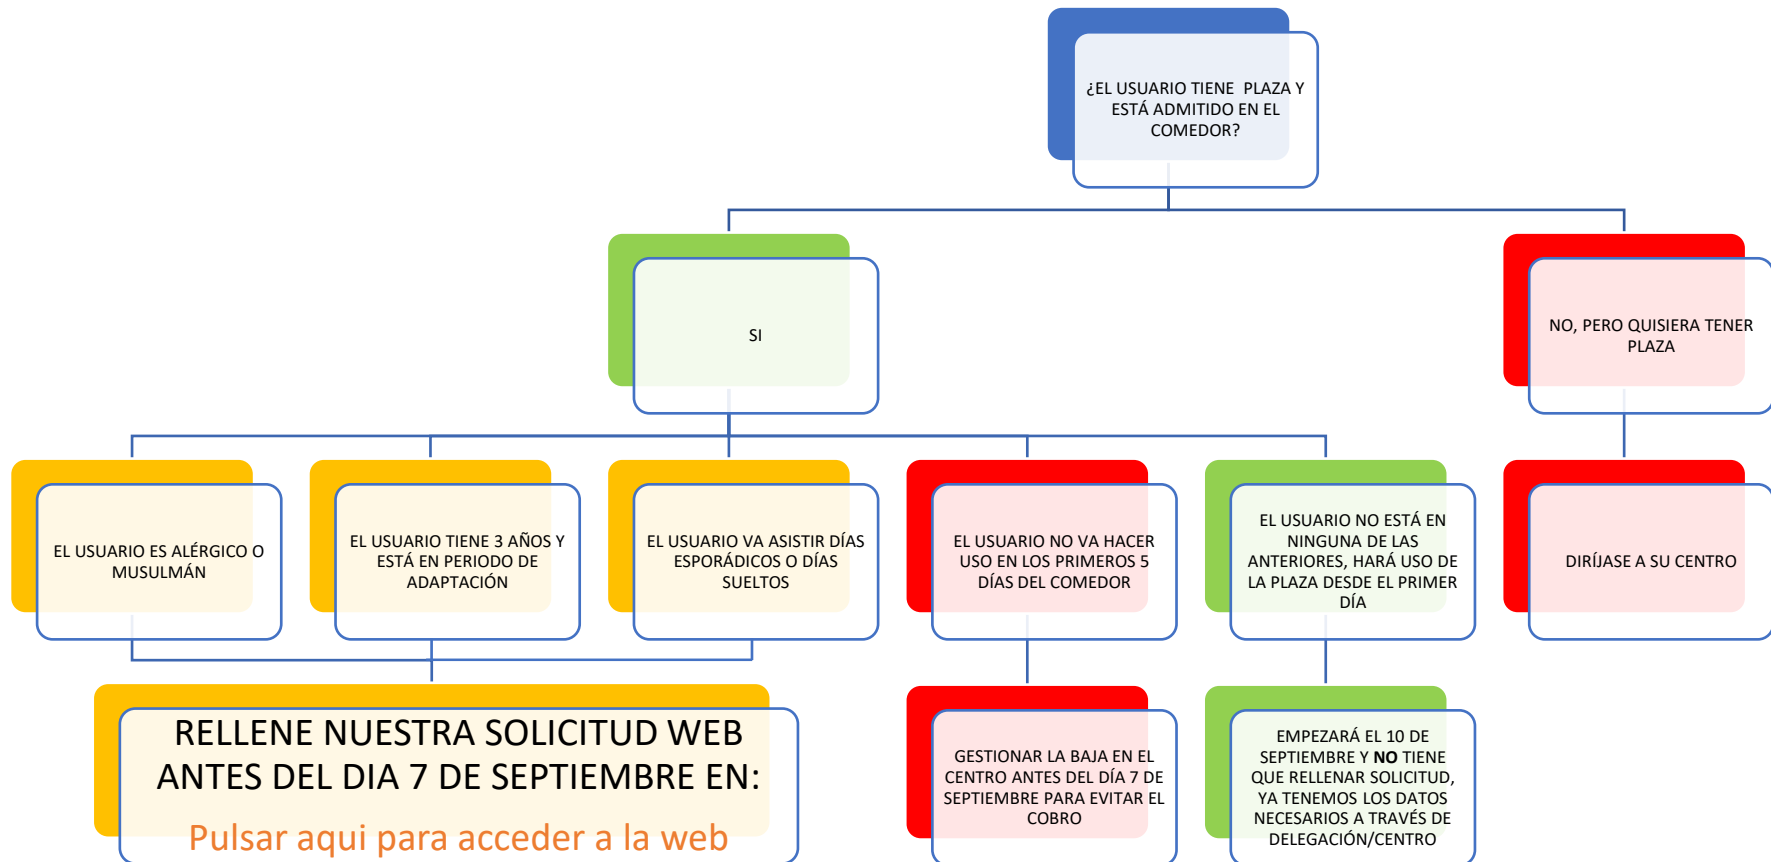 ¿EL USUARIO TIENE PLAZA Y
ESTÁ ADMITIDO EN EL
COMEDOR?
SI
NO, PERO QUISIERA TENER
PLAZA
EL USUARIO ES ALÉRGICO O
MUSULMÁN
EL USUARIO TIENE 3 AÑOS Y
ESTÁ EN PERIODO DE
ADAPTACIÓN
EL USUARIO VA ASISTIR DÍAS
ESPORÁDICOS O DÍAS
SUELTOS
EL USUARIO NO VA HACER
USO EN LOS PRIMEROS 5
DÍAS DEL COMEDOR
EL USUARIO NO ESTÁ EN
NINGUNA DE LAS
ANTERIORES, HARÁ USO DE
LA PLAZA DESDE EL PRIMER
DÍA
DIRÍJASE A SU CENTRO
RELLENE NUESTRA SOLICITUD WEB
ANTES DEL DIA 7 DE SEPTIEMBRE EN:
Pulsar aqui para acceder a la web
GESTIONAR LA BAJA EN EL
CENTRO ANTES DEL DÍA 7 DE
SEPTIEMBRE PARA EVITAR EL
COBRO
EMPEZARÁ EL 10 DE
SEPTIEMBRE Y NO TIENE
QUE RELLENAR SOLICITUD,
YA TENEMOS LOS DATOS
NECESARIOS A TRAVÉS DE
DELEGACIÓN/CENTRO